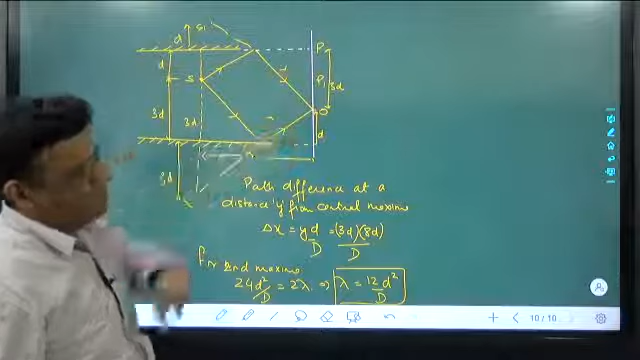 S₁
d
P₂
d
S
P₁
3d
3d
3d
O
d
3d
Path difference at a
distance y from central maxima
Δx = y d/D = (3d)(8d)/D
For 2nd maxima
24d²/D = 2λ ⇒ λ = 12d²/D
10/10